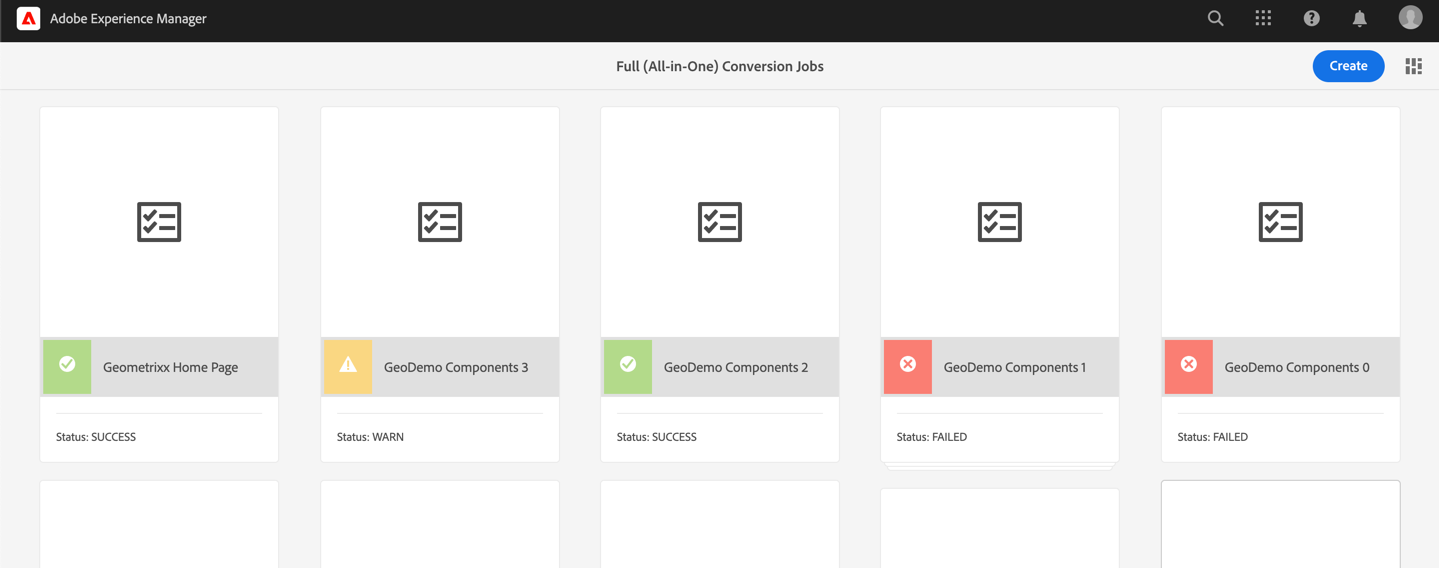 Adobe Experience Manager
Full (All-in-One) Conversion Jobs
Create
Geometrixx Home Page
GeoDemo Components 3
GeoDemo Components 2
GeoDemo Components 1
GeoDemo Components 0
Status: SUCCESS
Status: WARN
Status: SUCCESS
Status: FAILED
Status: FAILED